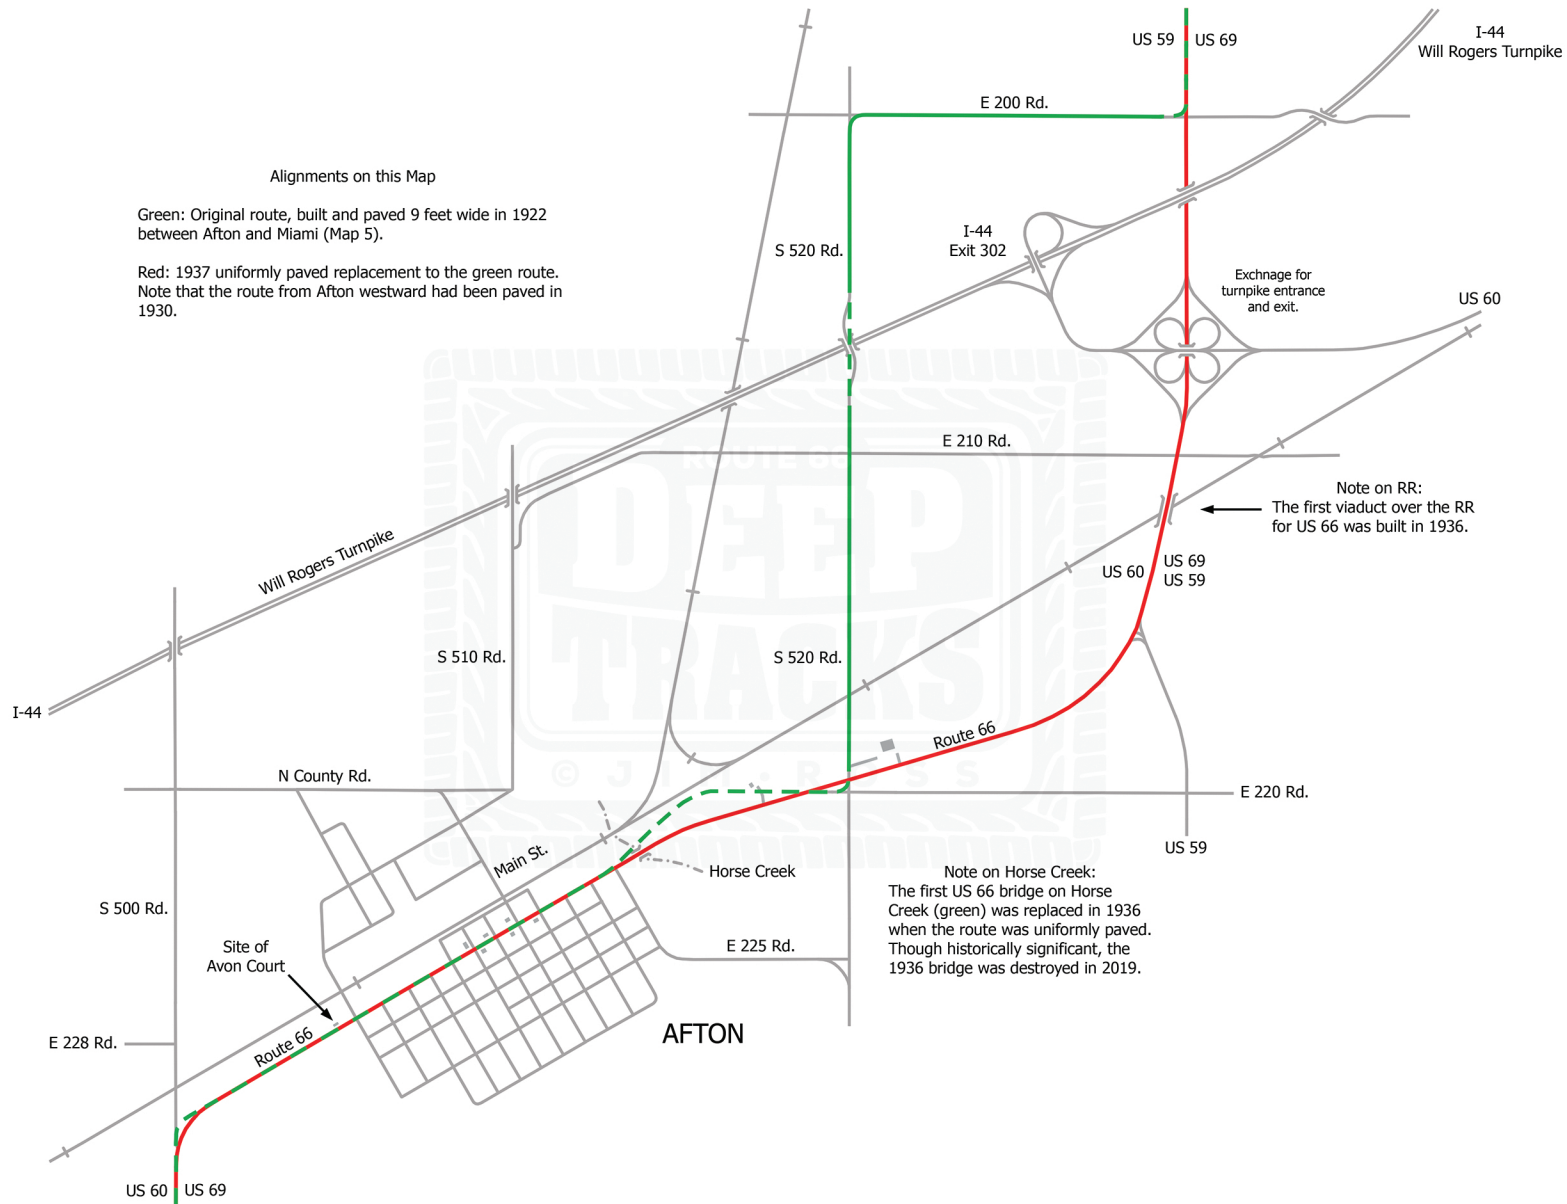 US 59
US 69
I-44
Will Rogers Turnpike
E 200 Rd.
Alignments on this Map
Green: Original route, built and paved 9 feet wide in 1922
between Afton and Miami (Map 5).
Red: 1937 uniformly paved replacement to the green route.
Note that the route from Afton westward had been paved in
1930.
S 520 Rd.
I-44
Exit 302
Exchnage for
turnpike entrance
and exit.
US 60
E 210 Rd.
ROUTE 66
DEEP
TRACKS
© JIM ROSS
Note on RR:
The first viaduct over the RR
for US 66 was built in 1936.
Will Rogers Turnpike
US 60
US 69
US 59
S 510 Rd.
S 520 Rd.
I-44
Route 66
N County Rd.
E 220 Rd.
US 59
Main St.
Horse Creek
Note on Horse Creek:
The first US 66 bridge on Horse
Creek (green) was replaced in 1936
when the route was uniformly paved.
Though historically significant, the
1936 bridge was destroyed in 2019.
S 500 Rd.
Site of
Avon Court
E 225 Rd.
AFTON
E 228 Rd.
Route 66
US 60
US 69